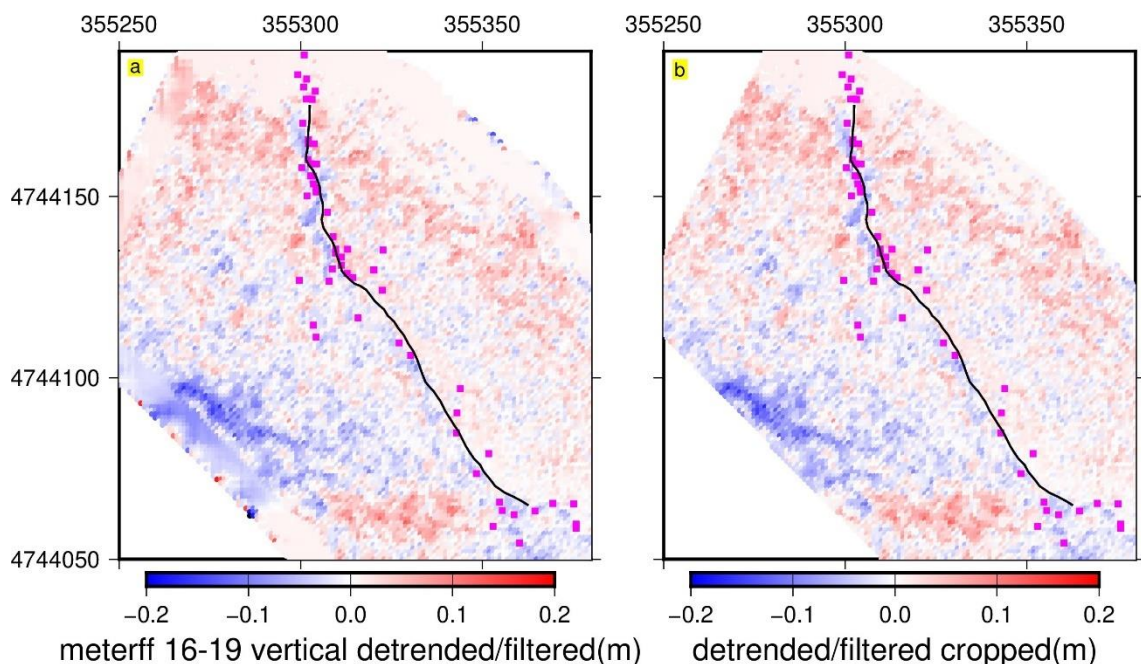 355250 355300 355350 355250 355300 355350
a b
4744150
4744100
4744050
−0.2 −0.1 0.0 0.1 0.2 −0.2 −0.1 0.0 0.1 0.2
meterff 16-19 vertical detrended/filtered(m) detrended/filtered cropped(m)